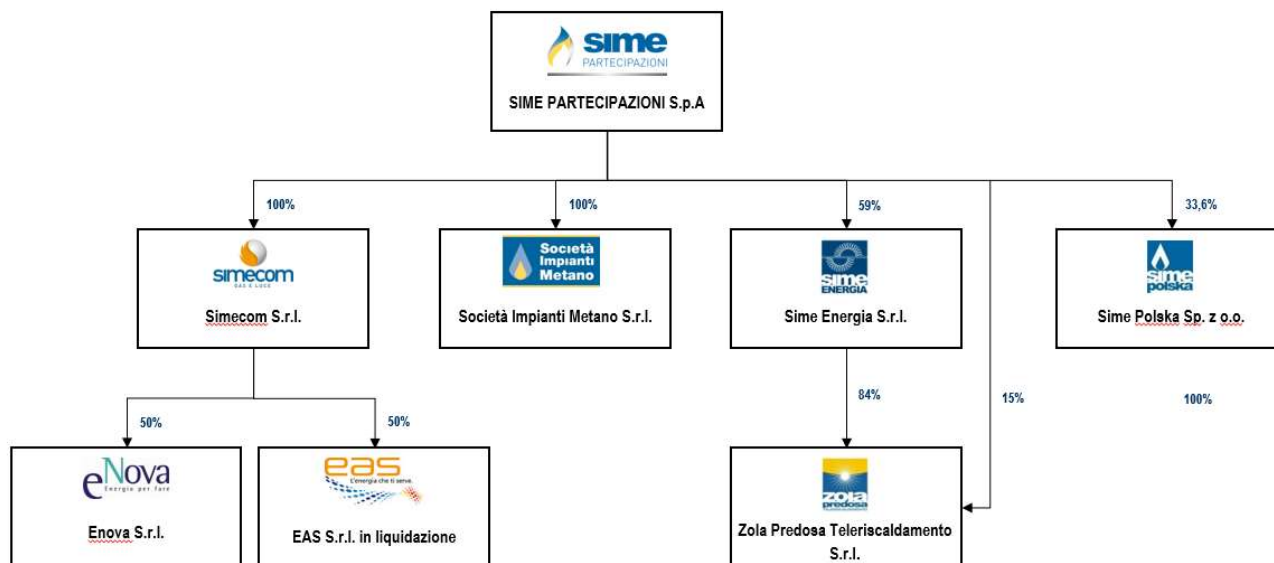 sime
PARTECIPAZIONI
SIME PARTECIPAZIONI S.p.A
100%
100%
59%
33,6%
simecom
GAS E LUCE
Simecom S.r.l.
Società
Impianti
Metano
Società Impianti Metano S.r.l.
sime
ENERGIA
Sime Energia S.r.l.
sime
polska
Sime Polska Sp. z o.o.
50%
50%
84%
15%
100%
eNova
Energia per fare
Enova S.r.l.
eas
L'energia che ti serve.
EAS S.r.l. in liquidazione
zola
predosa
Zola Predosa Teleriscaldamento
S.r.l.